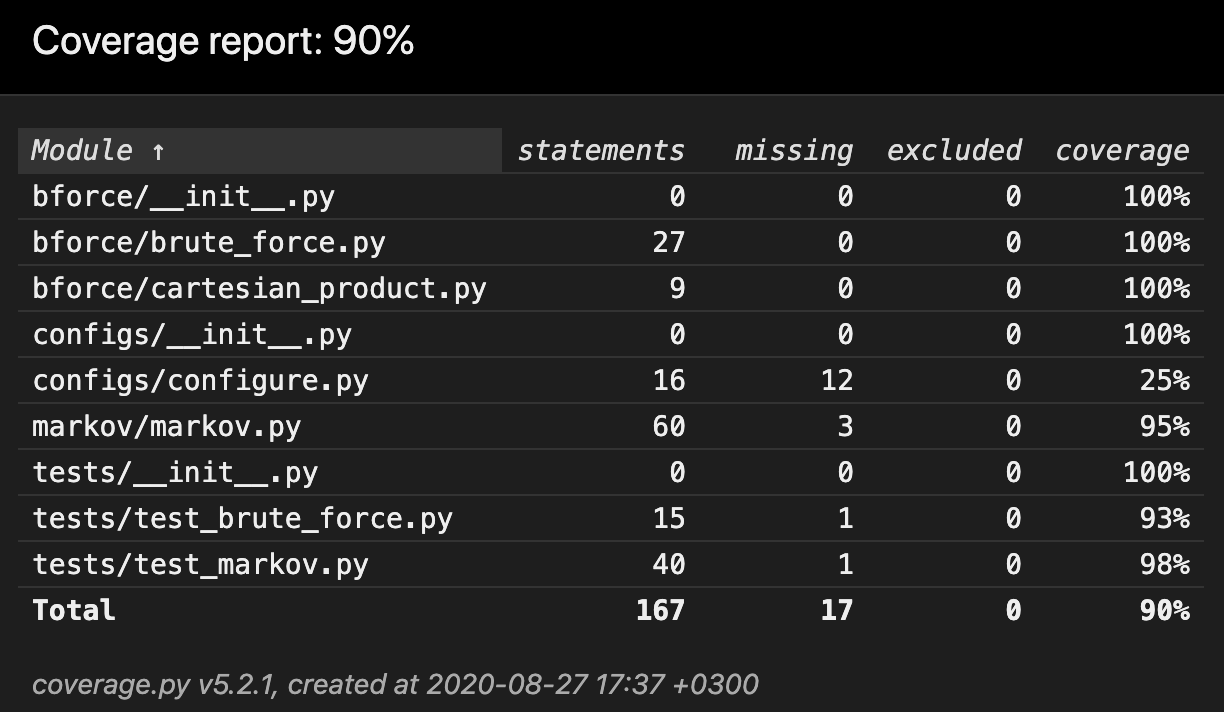 Coverage report: 90%
Module ↑ statements missing excluded coverage
bforce/__init__.py 0 0 0 100%
bforce/brute_force.py 27 0 0 100%
bforce/cartesian_product.py 9 0 0 100%
configs/__init__.py 0 0 0 100%
configs/configure.py 16 12 0 25%
markov/markov.py 60 3 0 95%
tests/__init__.py 0 0 0 100%
tests/test_brute_force.py 15 1 0 93%
tests/test_markov.py 40 1 0 98%
Total 167 17 0 90%
coverage.py v5.2.1, created at 2020-08-27 17:37 +0300